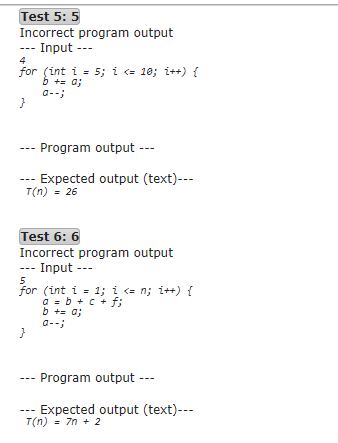 Test 5: 5
Incorrect program output
--- Input ---
4
for (int i = 5; i <= 10; i++) {
b += a;
a--;
}
--- Program output ---
--- Expected output (text)---
T(n) = 26
Test 6: 6
Incorrect program output
--- Input ---
5
for (int i = 1; i <= n; i++) {
a = b + c + f;
b += a;
a--;
}
--- Program output ---
--- Expected output (text)---
T(n) = 7n + 2